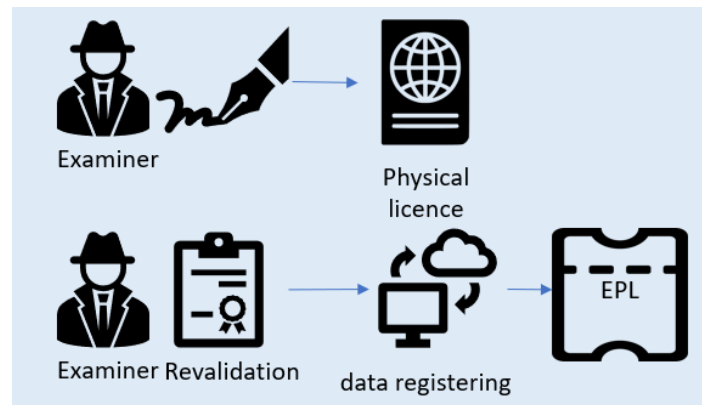 Examiner
Physical
licence
EPL
Examiner Revalidation
data registering